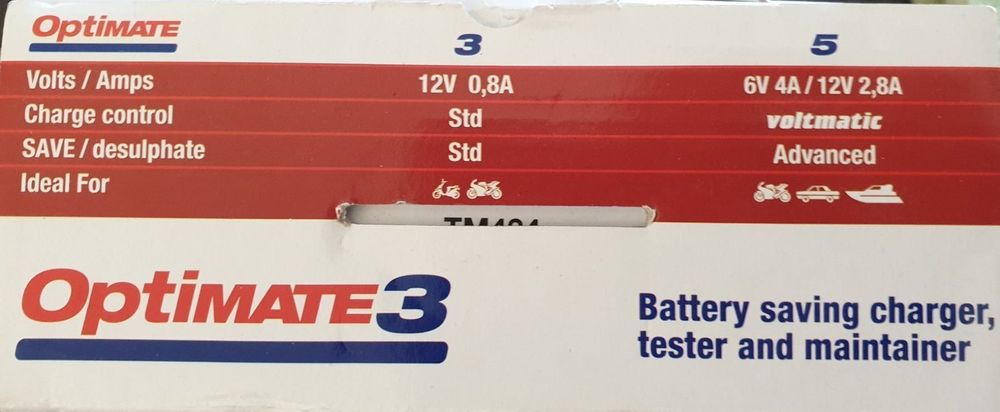 OptiMATE 3 5
Volts / Amps 12V 0,8A 6V 4A / 12V 2,8A
Charge control Std voltmatic
SAVE / desulphate Std Advanced
Ideal For
OptiMATE3
Battery saving charger,
tester and maintainer